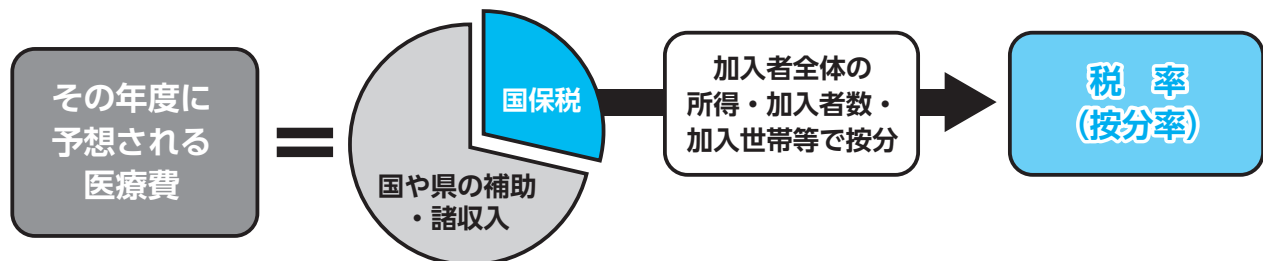 その年度に
予想される
医療費
国保税
国や県の補助
・諸収入
加入者全体の
所得・加入者数・
加入世帯等で按分
税 率
(按分率)